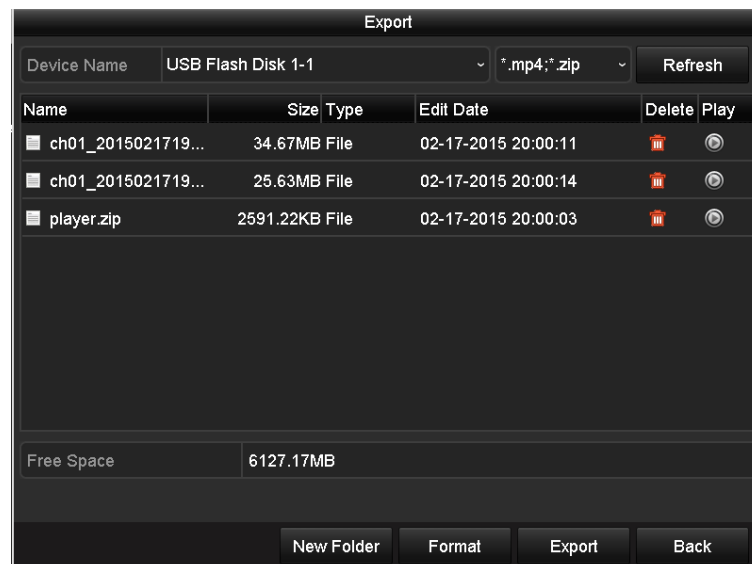 Export
Device Name USB Flash Disk 1-1 *.mp4;*.zip Refresh
Name Size Type Edit Date Delete Play
ch01_2015021719... 34.67MB File 02-17-2015 20:00:11
ch01_2015021719... 25.63MB File 02-17-2015 20:00:14
player.zip 2591.22KB File 02-17-2015 20:00:03
Free Space 6127.17MB
New Folder Format Export Back